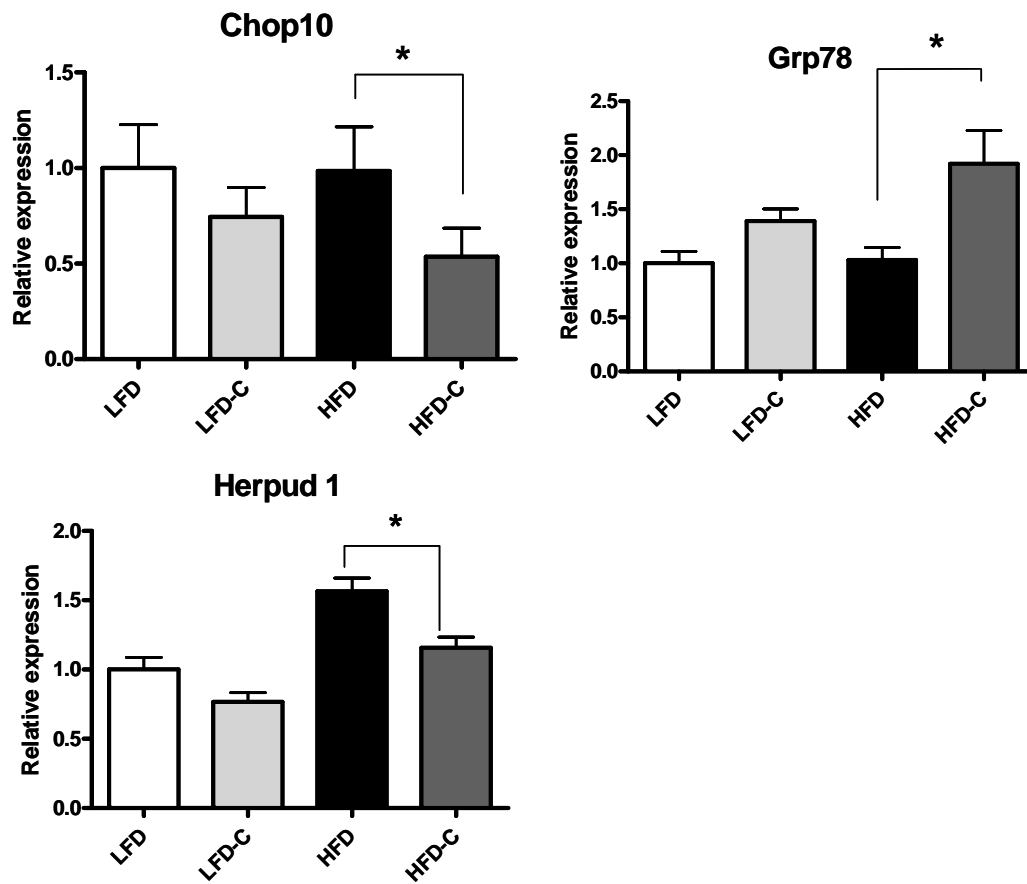 Chop10
*
Relative expression
1.5
1.0
0.5
0.0
LFD
LFD-C
HFD
HFD-C
Grp78
*
Relative expression
2.5
2.0
1.5
1.0
0.5
0.0
LFD
LFD-C
HFD
HFD-C
Herpud 1
*
Relative expression
2.0
1.5
1.0
0.5
0.0
LFD
LFD-C
HFD
HFD-C